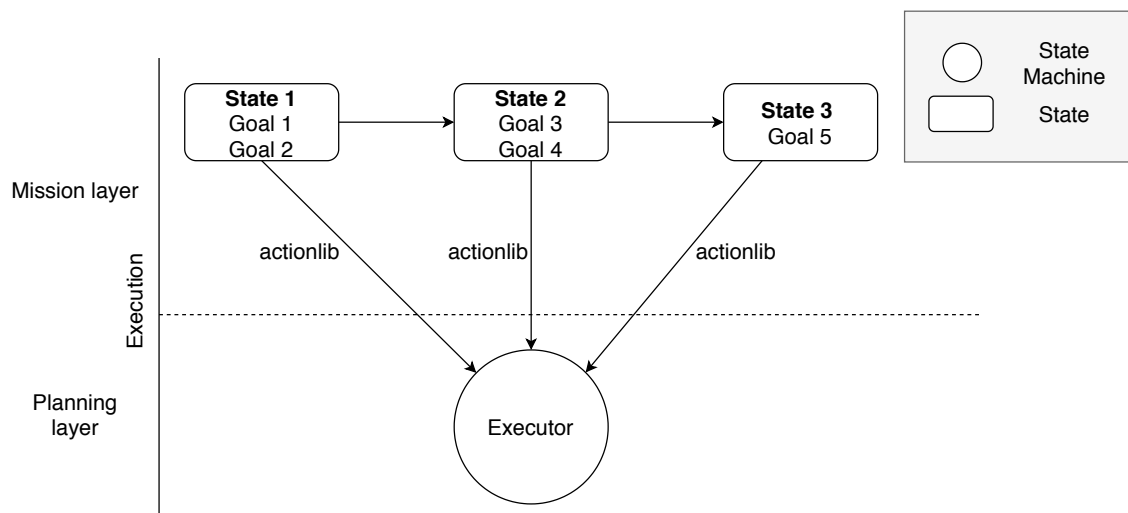 State
Machine
State
State 1
Goal 1
Goal 2
State 2
Goal 3
Goal 4
State 3
Goal 5
Mission layer
actionlib
actionlib
actionlib
Execution
Planning
layer
Executor